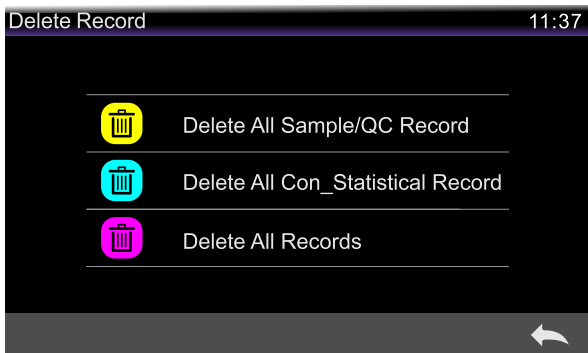 Delete Record 11:37
Delete All Sample/QC Record
Delete All Con_Statistical Record
Delete All Records